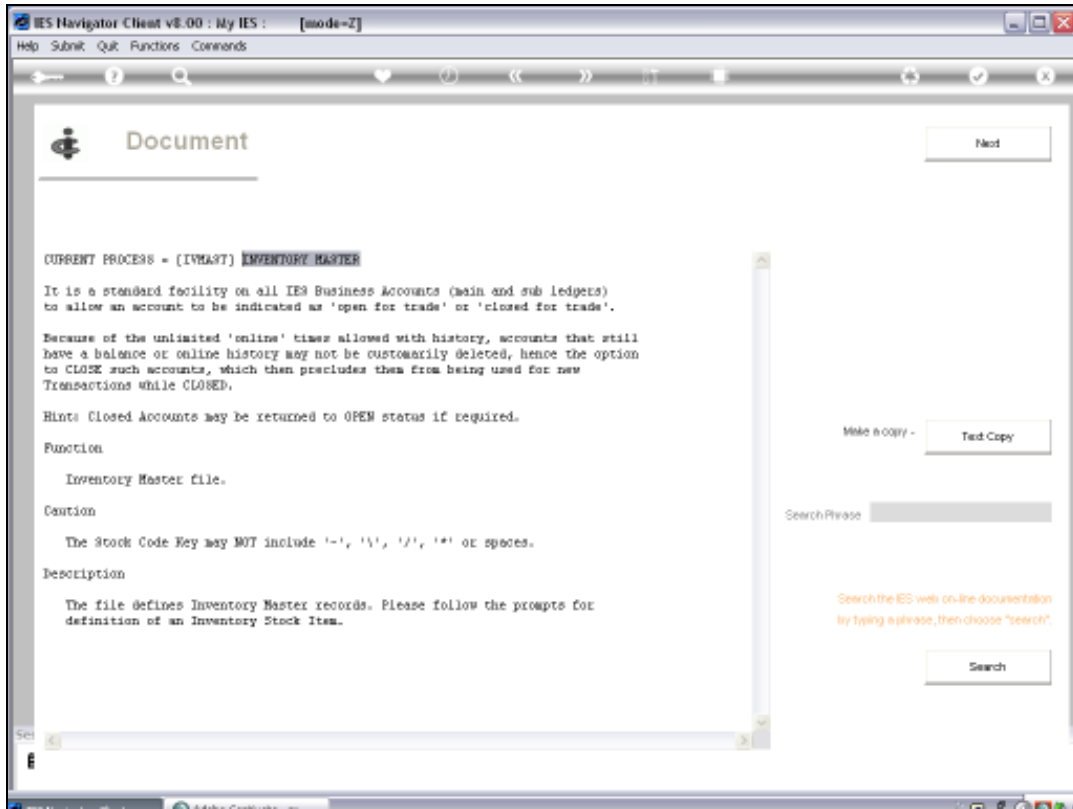 IES Navigator Client v8.00 : My IES : [mode=Z]
Help Submit Quit Functions Commands
Document
Next
CURRENT PROCESS = [IVMAST] INVENTORY MASTER
It is a standard facility on all IES Business Accounts (main and sub ledgers)
to allow an account to be indicated as 'open for trade' or 'closed for trade'.
Because of the unlimited 'online' times allowed with history, accounts that still
have a balance or online history may not be customarily deleted, hence the option
to CLOSE such accounts, which then precludes them from being used for new
Transactions while CLOSED.
Hint: Closed Accounts may be returned to OPEN status if required.
Make a copy -
Text Copy
Function
Inventory Master file.
Caution
Search Phrase
The Stock Code Key may NOT include '-', '\', '/', '*' or spaces.
Description
The file defines Inventory Master records. Please follow the prompts for
definition of an Inventory Stock Item.
Search the IES web on-line documentation
by typing a phrase, then choose "search".
Search